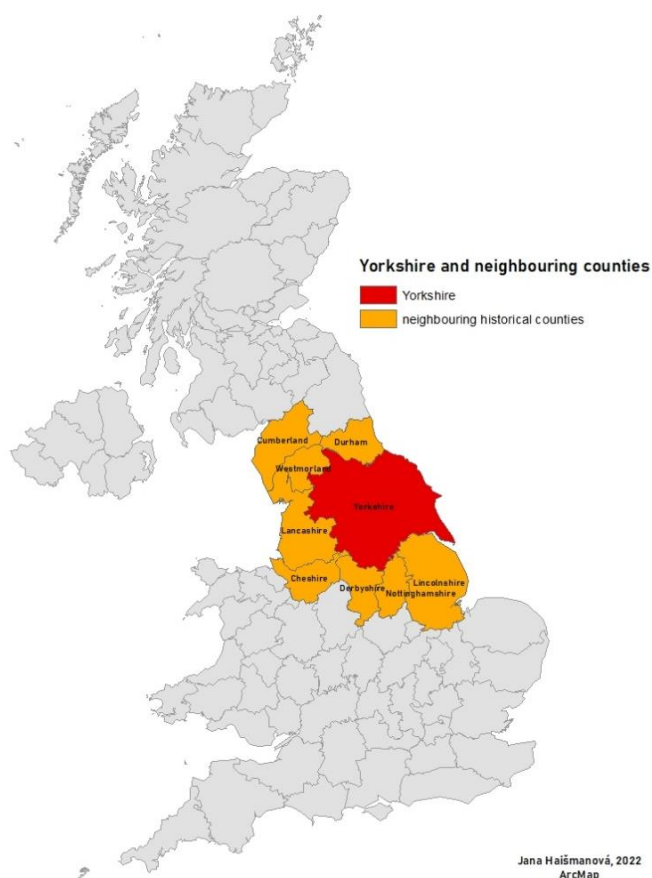 Yorkshire and neighbouring counties
Yorkshire
neighbouring historical counties
Cumberland
Durham
Westmorland
Yorkshire
Lancashire
Cheshire
Derbyshire
Lincolnshire
Nottinghamshire
Jana Haišmanová, 2022
ArcMap